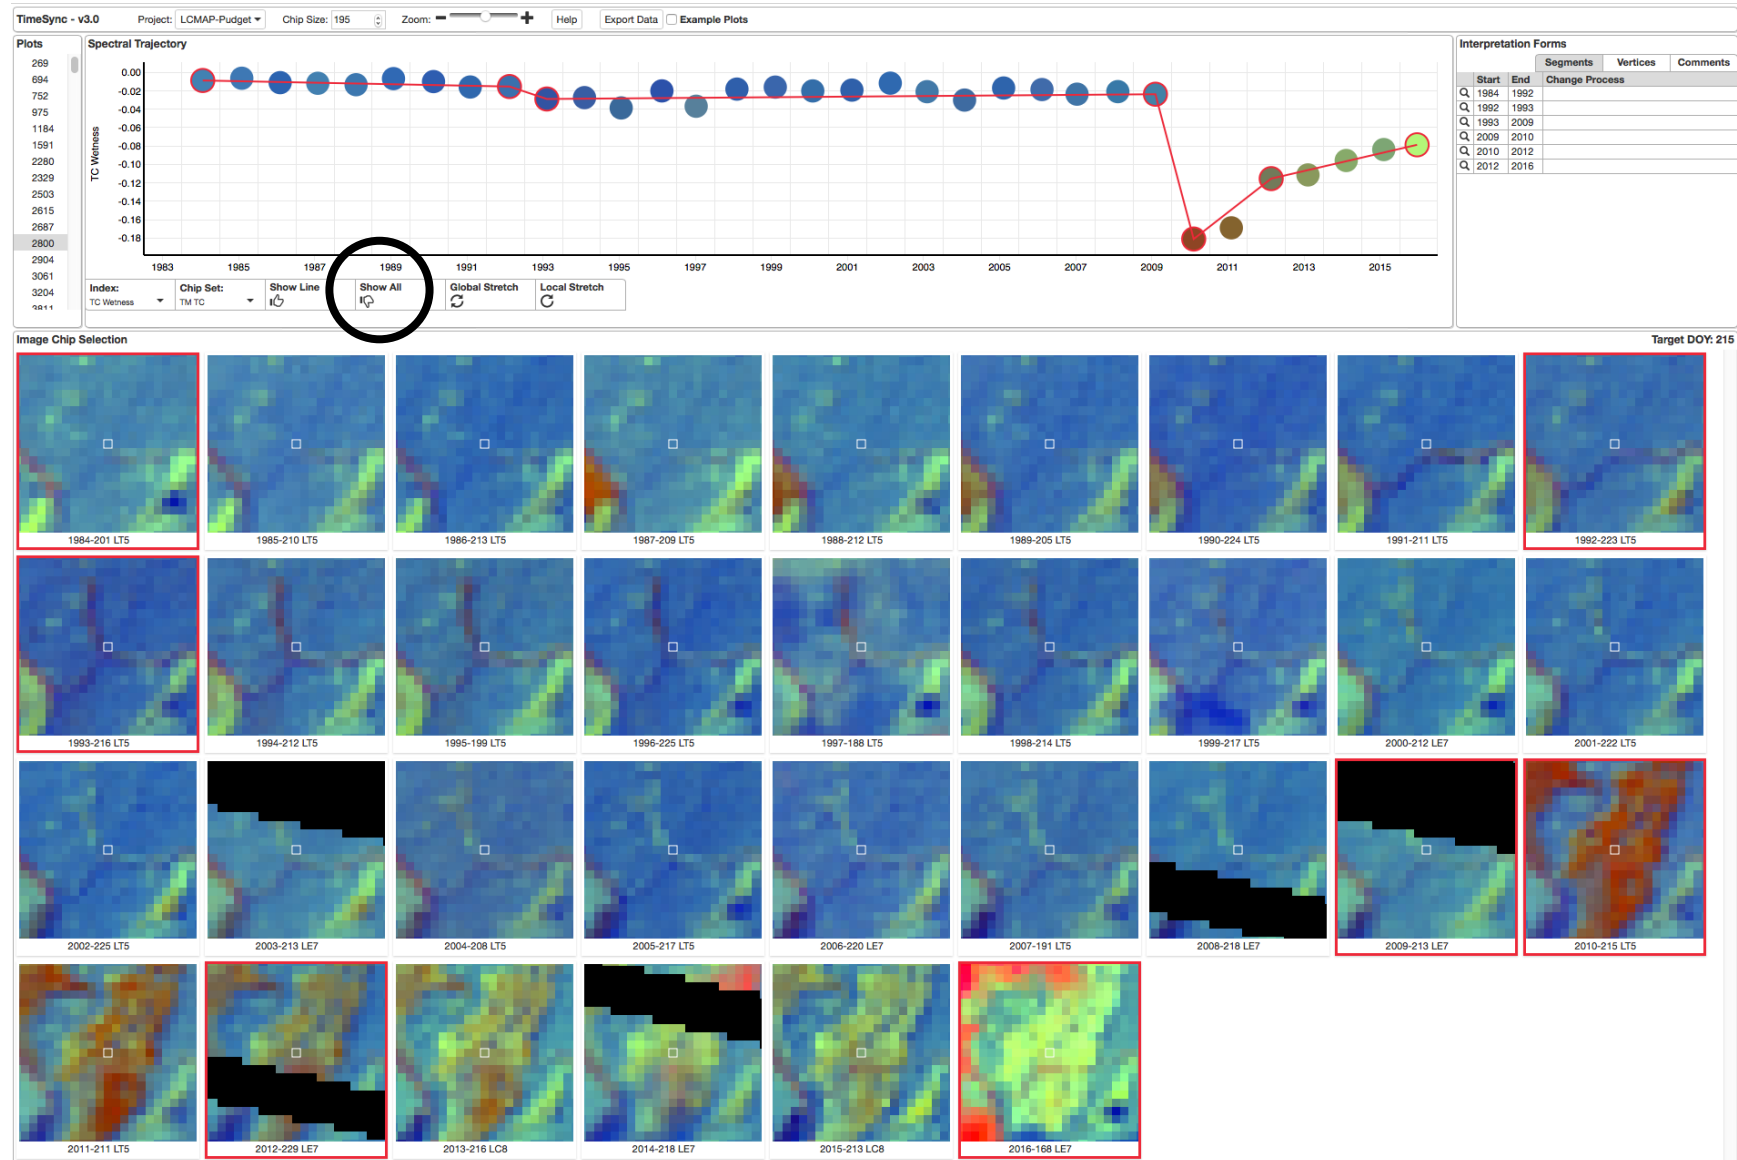 TimeSync - v3.0 Project: LCMAP-Pudget Chip Size: 195 Zoom: Help Export Data Example Plots
Plots
269
694
752
975
1184
1591
2280
2329
2503
2615
2687
2800
2904
3061
3204
3811
Spectral Trajectory
TC Wetness
0.00
-0.02
-0.04
-0.06
-0.08
-0.10
-0.12
-0.14
-0.16
-0.18
1983 1985 1987 1989 1991 1993 1995 1997 1999 2001 2003 2005 2007 2009 2011 2013 2015
Index: Chip Set: Show Line Show All Global Stretch Local Stretch
TC Wetness TM TC
Interpretation Forms
Segments Vertices Comments
Start End Change Process
1984 1992
1992 1993
1993 2009
2009 2010
2010 2012
2012 2016
Image Chip Selection Target DOY: 215
1984-201 LT5 1985-210 LT5 1986-213 LT5 1987-209 LT5 1988-212 LT5 1989-205 LT5 1990-224 LT5 1991-211 LT5 1992-223 LT5
1993-216 LT5 1994-212 LT5 1995-199 LT5 1996-225 LT5 1997-188 LT5 1998-214 LT5 1999-217 LT5 2000-212 LE7 2001-222 LT5
2002-225 LT5 2003-213 LE7 2004-208 LT5 2005-217 LT5 2006-220 LE7 2007-191 LT5 2008-218 LE7 2009-213 LE7 2010-215 LT5
2011-211 LT5 2012-229 LE7 2013-216 LC8 2014-218 LE7 2015-213 LC8 2016-168 LE7